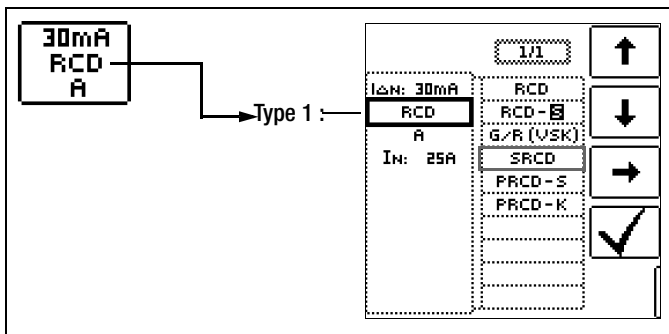 30mA
RCD
A
Type 1 :
1/1
IΔN: 30mA
RCD
A
IN: 25A
RCD
RCD-S
G/R (VSK)
SRCD
PRCD-S
PRCD-K